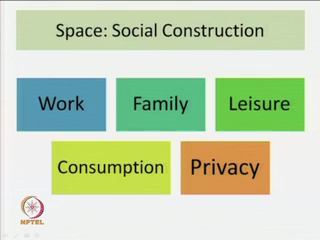 Space: Social Construction
Work Family Leisure
Consumption Privacy
NPTEL